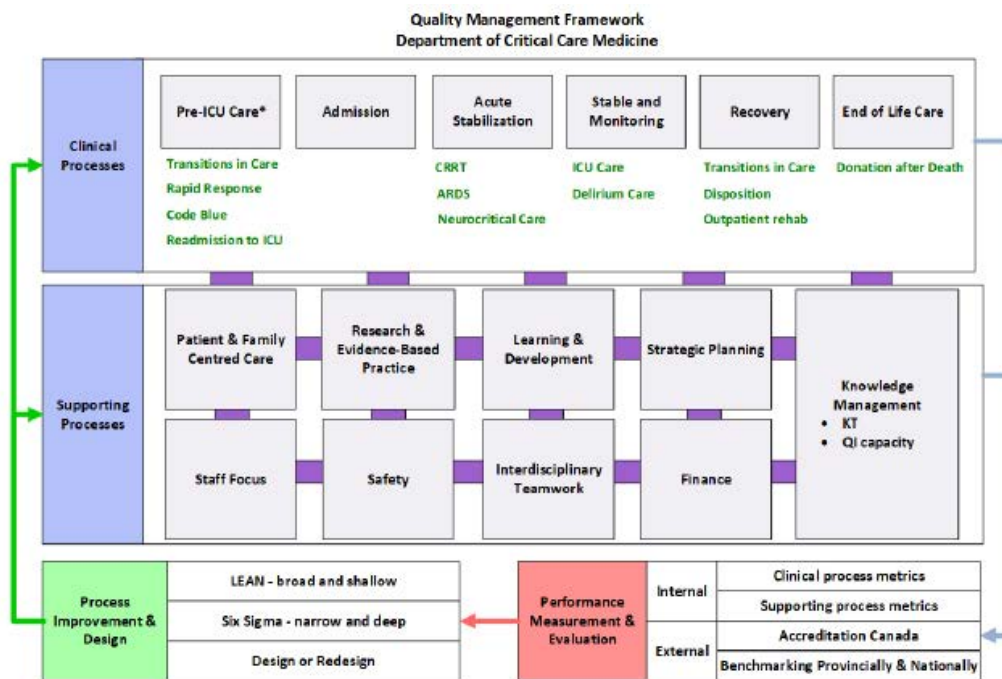 Quality Management Framework
Department of Critical Care Medicine
Clinical
Processes
Pre-ICU Care*
Admission
Acute
Stabilization
Stable and
Monitoring
Recovery
End of Life Care
Transitions in Care
Rapid Response
Code Blue
Readmission to ICU
CRRT
ARDS
Neurocritical Care
ICU Care
Delirium Care
Transitions in Care
Disposition
Outpatient rehab
Donation after Death
Supporting
Processes
Patient & Family
Centred Care
Research &
Evidence-Based
Practice
Learning &
Development
Strategic Planning
Knowledge
Management
• KT
• QI capacity
Staff Focus
Safety
Interdisciplinary
Teamwork
Finance
Process
Improvement &
Design
LEAN - broad and shallow
Six Sigma - narrow and deep
Design or Redesign
Performance
Measurement &
Evaluation
Internal
Clinical process metrics
Supporting process metrics
External
Accreditation Canada
Benchmarking Provincially & Nationally